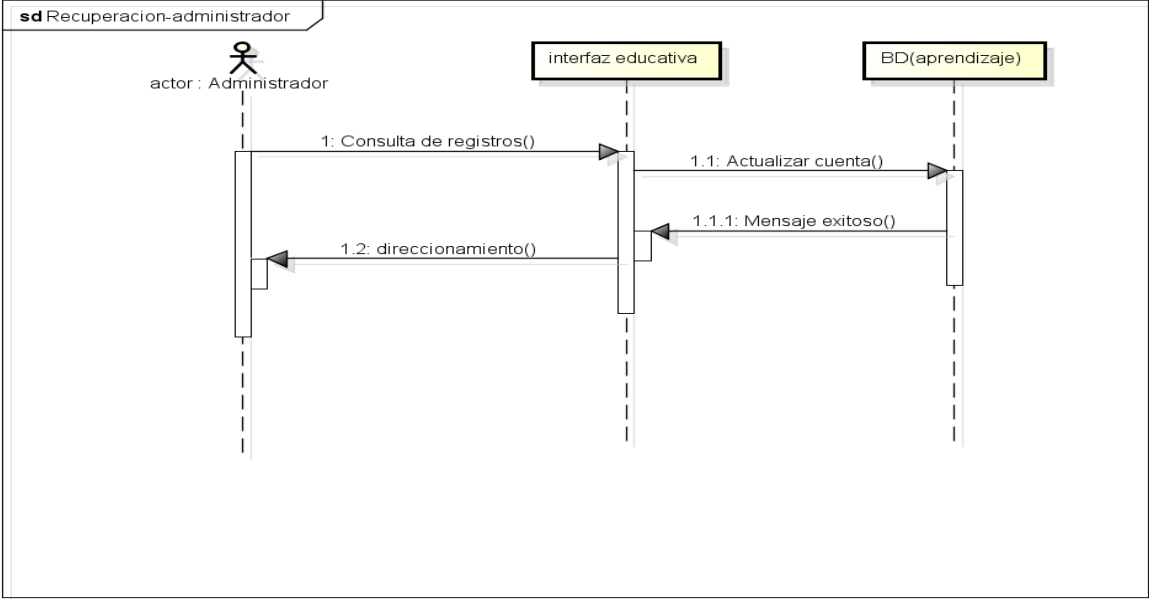 sd Recuperacion-administrador
actor : Administrador
interfaz educativa
BD(aprendizaje)
1: Consulta de registros()
1.1: Actualizar cuenta()
1.1.1: Mensaje exitoso()
1.2: direccionamiento()